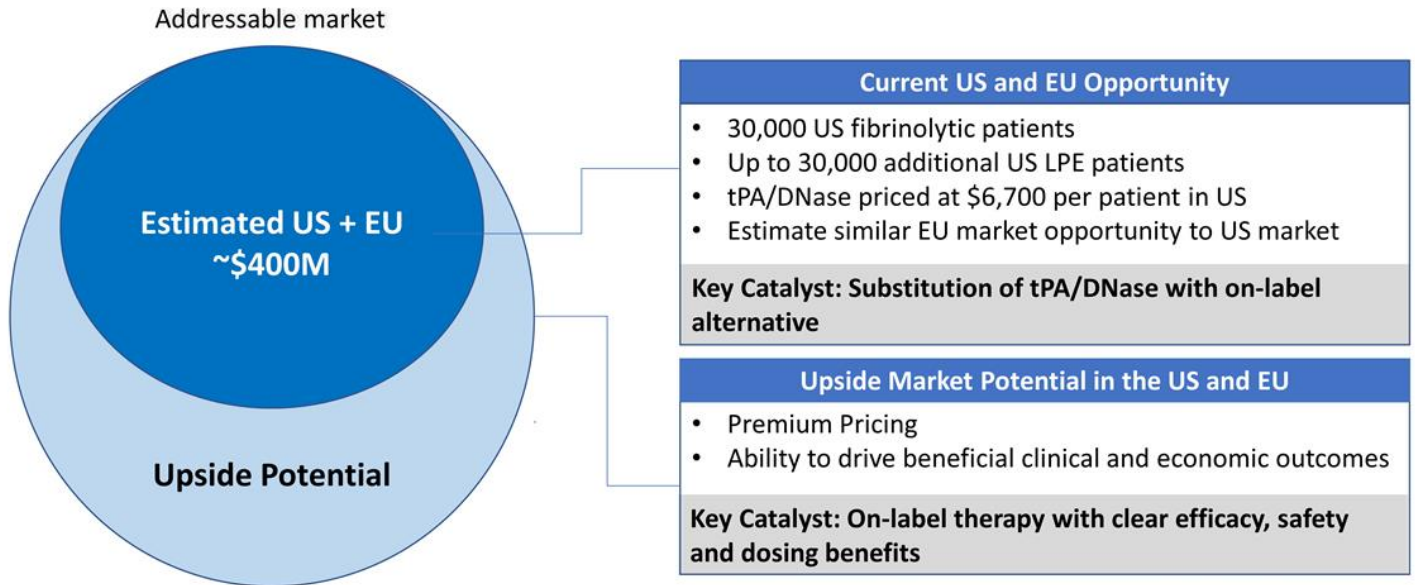 Addressable market
Estimated US + EU
~$400M
Upside Potential
Current US and EU Opportunity
• 30,000 US fibrinolytic patients
• Up to 30,000 additional US LPE patients
• tPA/DNase priced at $6,700 per patient in US
• Estimate similar EU market opportunity to US market
Key Catalyst: Substitution of tPA/DNase with on-label
alternative
Upside Market Potential in the US and EU
• Premium Pricing
• Ability to drive beneficial clinical and economic outcomes
Key Catalyst: On-label therapy with clear efficacy, safety
and dosing benefits